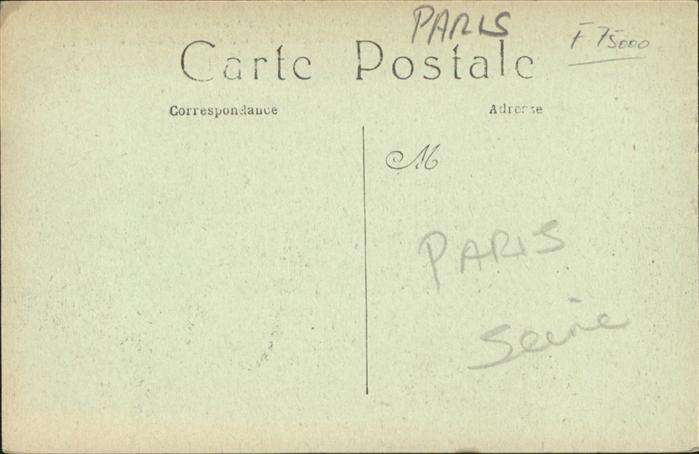 PARIS
F 75000
Carte Postale
Correspondance
Adresse
M
PARIS
Seine